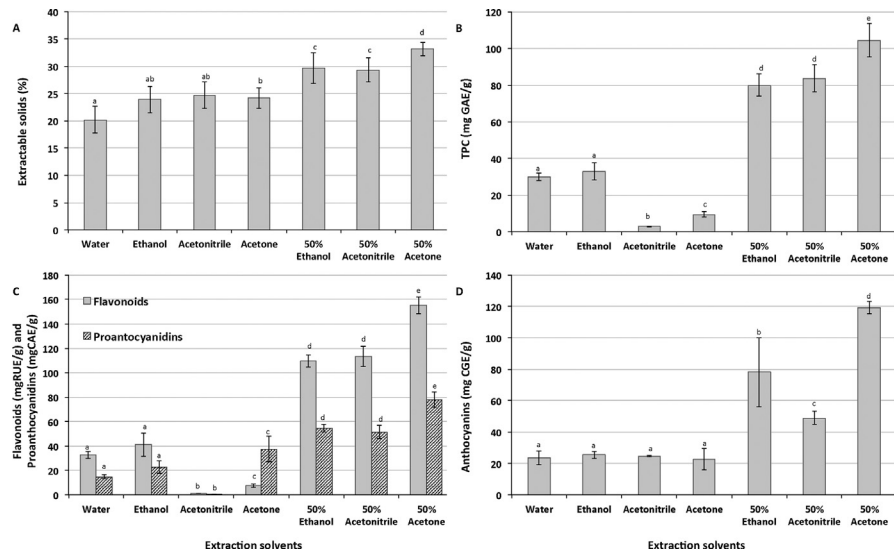 A
Extractable solids (%)
40
35
30
25
20
15
10
5
0
a
ab
ab
b
c
c
d
Water
Ethanol
Acetonitrile
Acetone
50%
Ethanol
50%
Acetonitrile
50%
Acetone
B
TPC (mg GAE/g)
120
100
80
60
40
20
0
a
a
b
c
d
d
e
Water
Ethanol
Acetonitrile
Acetone
50%
Ethanol
50%
Acetonitrile
50%
Acetone
C
Flavonoids (mgRUE/g) and
Proanthocyanidins (mgCAE/g)
180
160
140
120
100
80
60
40
20
0
Flavonoids
Proantocyanidins
a
a
a
a
b
b
c
c
d
d
d
d
e
e
Water
Ethanol
Acetonitrile
Acetone
50%
Ethanol
50%
Acetonitrile
50%
Acetone
Extraction solvents
D
Anthocyanins (mg CGE/g)
140
120
100
80
60
40
20
0
a
a
a
a
b
c
d
Water
Ethanol
Acetonitrile
Acetone
50%
Ethanol
50%
Acetonitrile
50%
Acetone
Extraction solvents